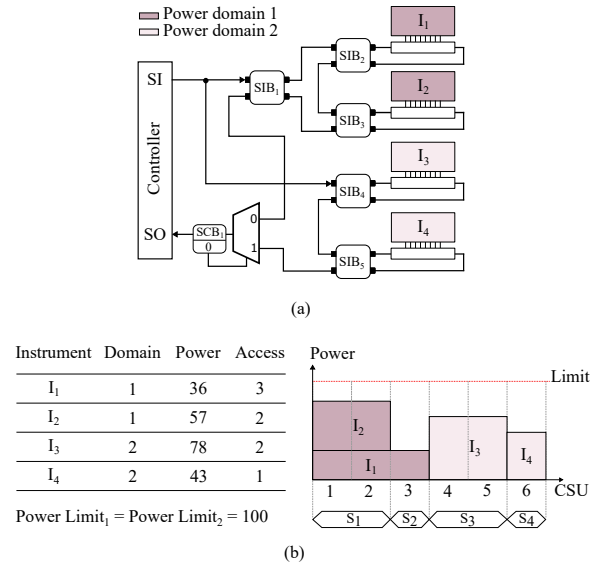 Power domain 1
Power domain 2
I1
SI
SIB1
SIB2
I2
SIB3
Controller
I3
SIB4
SO
SCB1
0
0
1
I4
SIB5
(a)
Instrument Domain Power Access
I1 1 36 3
I2 1 57 2
I3 2 78 2
I4 2 43 1
Power Limit1 = Power Limit2 = 100
Power
Limit
I2
I1
I3
I4
1 2 3 4 5 6 CSU
S1 S2 S3 S4
(b)